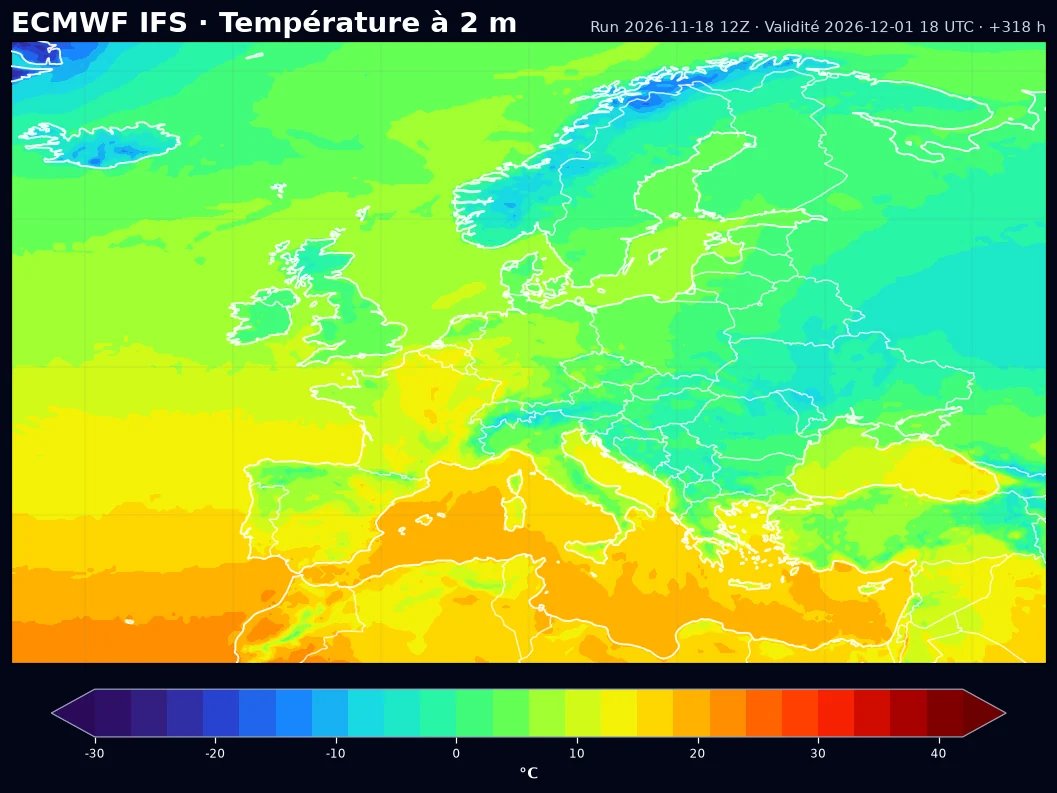 ECMWF IFS · Température à 2 m
Run 2026-11-18 12Z · Validité 2026-12-01 18 UTC · +318 h
-30 -20 -10 0 10 20 30 40
°C